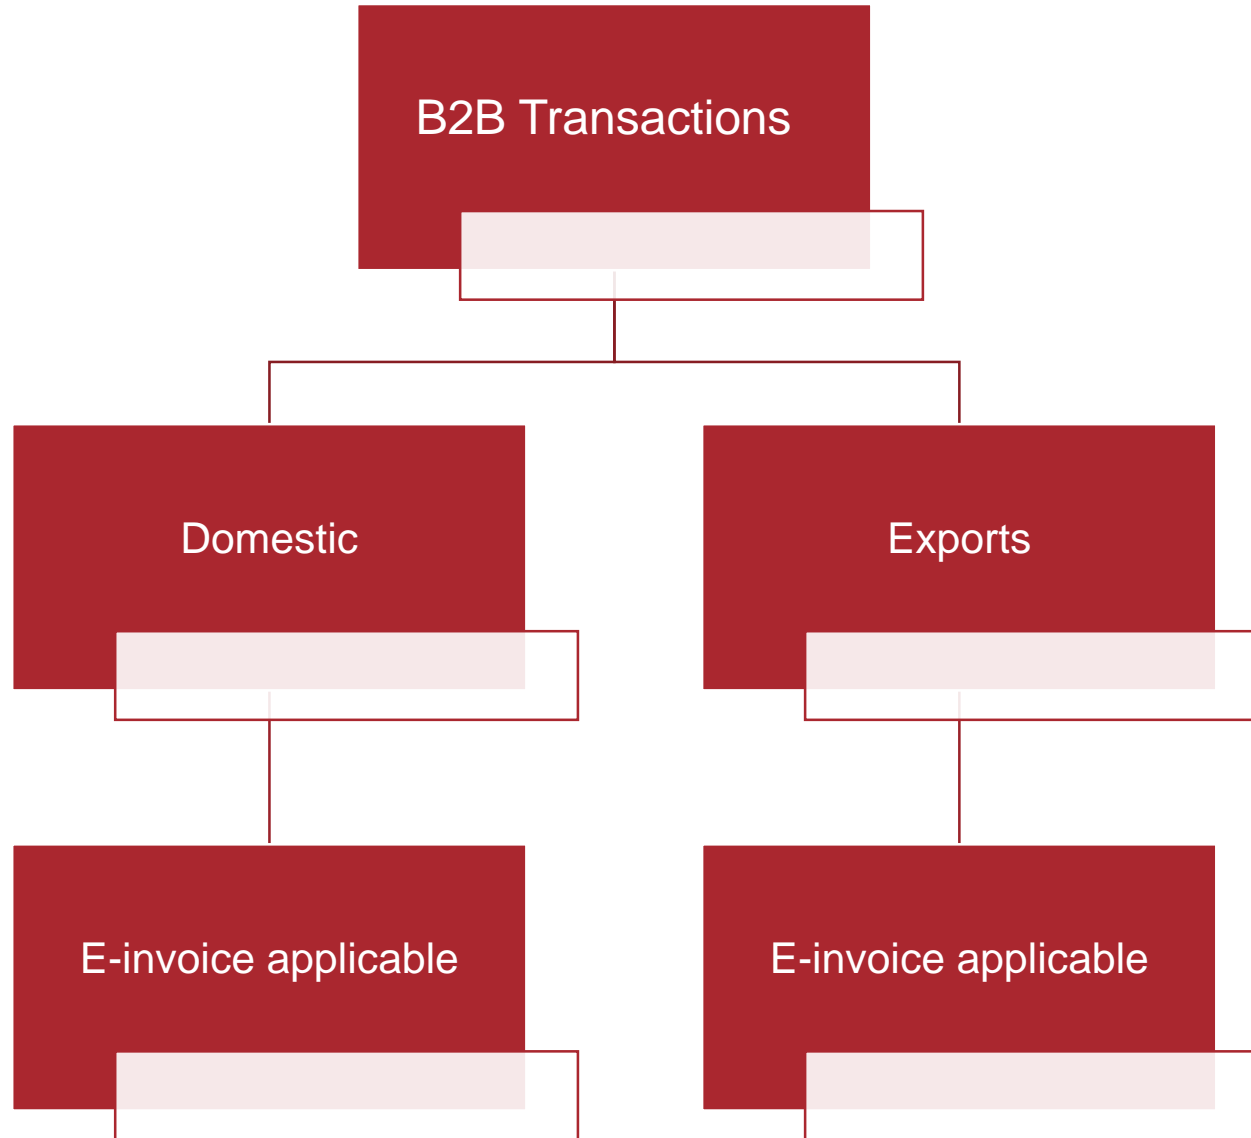 B2B Transactions
Domestic
Exports
E-invoice applicable
E-invoice applicable